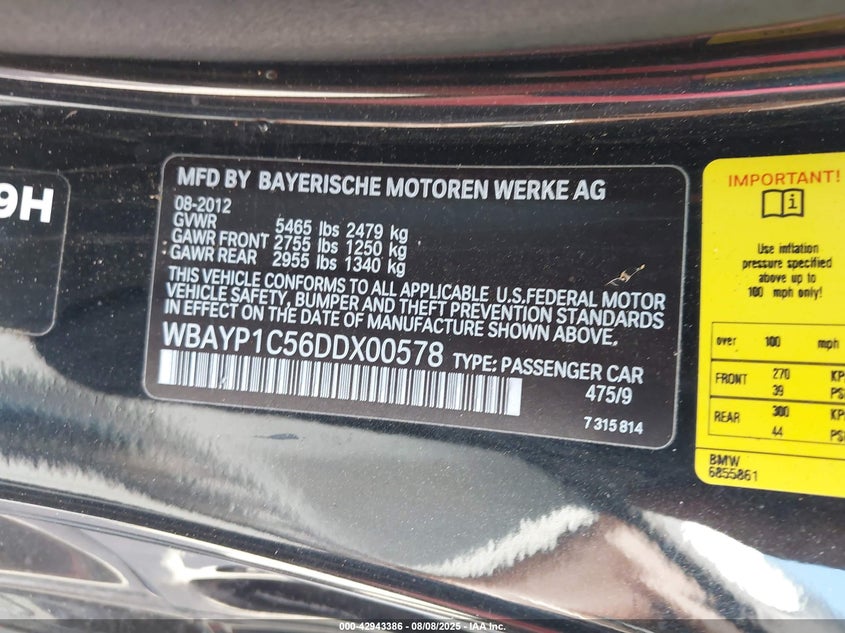 9H
MFD BY BAYERISCHE MOTOREN WERKE AG
08-2012
GVWR 5465 lbs 2479 kg
GAWR FRONT 2755 lbs 1250 kg
GAWR REAR 2955 lbs 1340 kg
THIS VEHICLE CONFORMS TO ALL APPLICABLE U.S.FEDERAL MOTOR
VEHICLE SAFETY, BUMPER AND THEFT PREVENTION STANDARDS
IN EFFECT ON THE DATE OF MANUFACTURE SHOWN ABOVE.
WBAYP1C56DDX00578 TYPE: PASSENGER CAR
475/9
7 315 814
IMPORTANT!
i
Use inflation
pressure specified
above up to
100 mph only!
over 100 mph
FRONT 270 KP
39 PS
REAR 300 KP
44 PS
BMW
6855861
000-42943386 - 08/08/2025 - IAA, Inc.